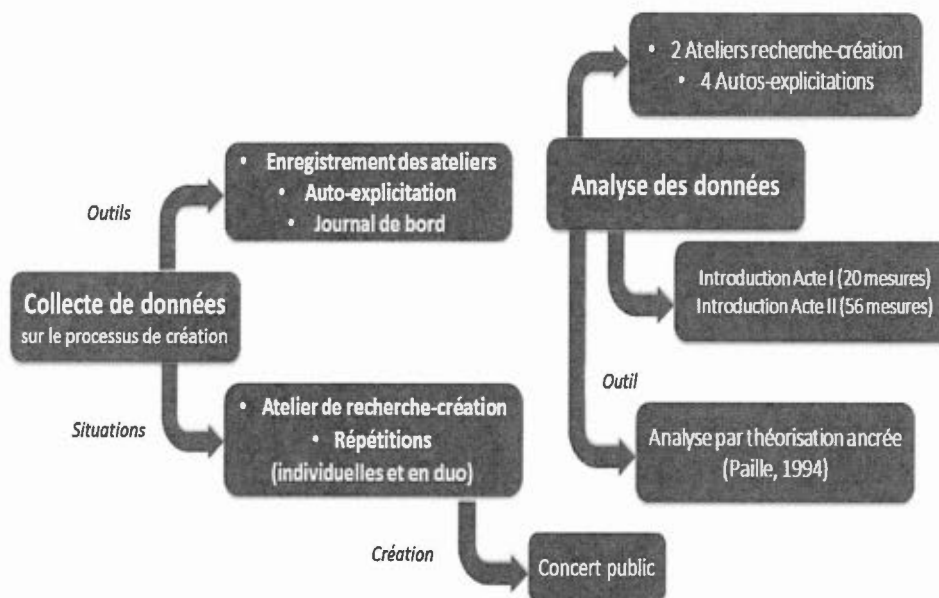 Collecte de données
sur le processus de création
Outils
• Enregistrement des ateliers
• Auto-explicitation
• Journal de bord
Situations
• Atelier de recherche-création
• Répétitions
(individuelles et en duo)
Création
Concert public
Analyse des données
• 2 Ateliers recherche-création
• 4 Autos-explicitations
Introduction Acte I (20 mesures)
Introduction Acte II (56 mesures)
Outil
Analyse par théorisation ancrée
(Paille, 1994)